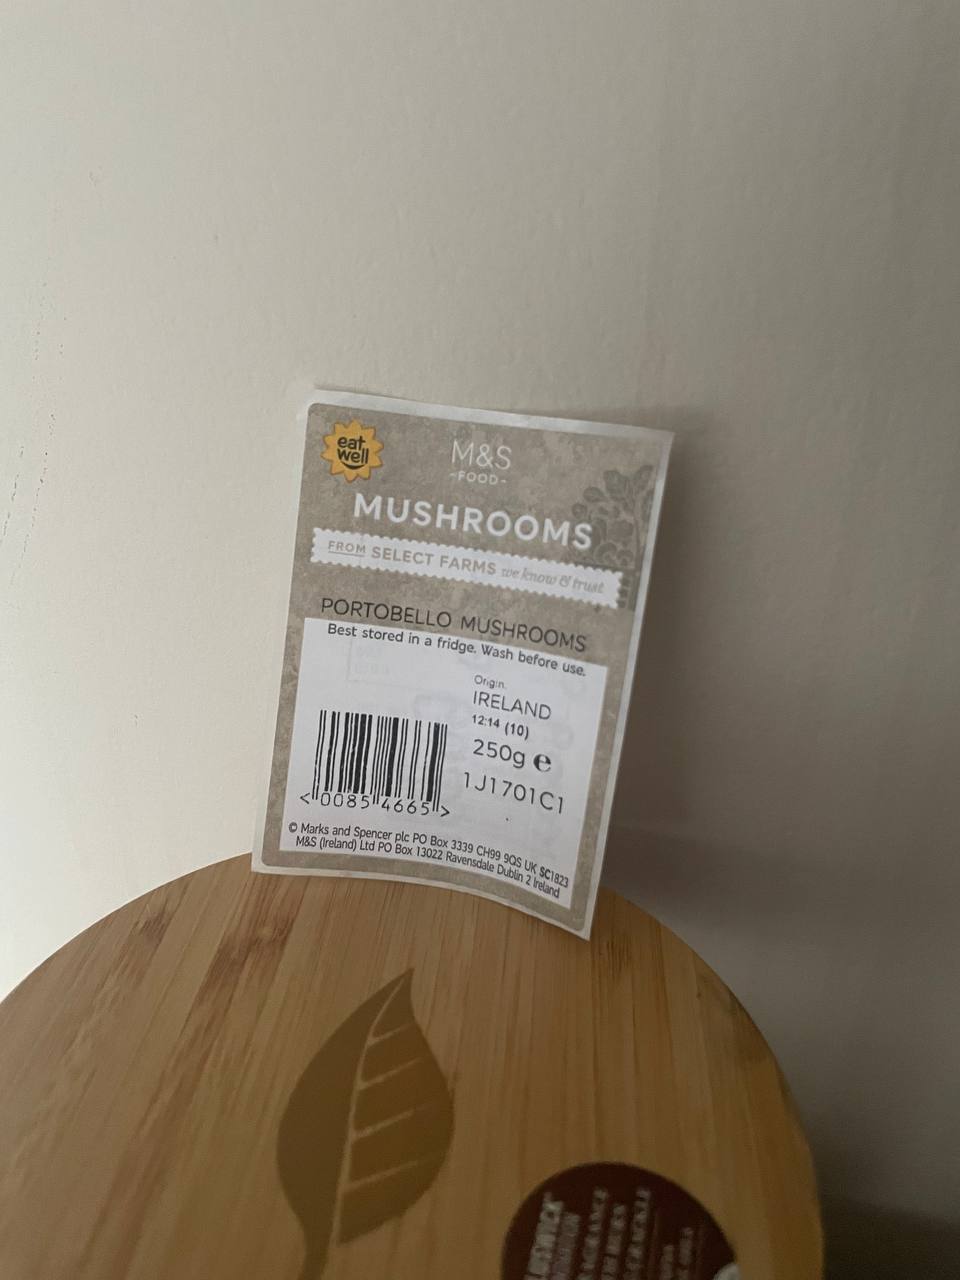 eat
well
M&S
-FOOD-
MUSHROOMS
FROM SELECT FARMS we know & trust
PORTOBELLO MUSHROOMS
Best stored in a fridge. Wash before use.
Origin.
IRELAND
12:14 (10)
250g e
1J1701C1
<0085 4665>
© Marks and Spencer plc PO Box 3339 CH99 9QS UK SC1823
M&S (Ireland) Ltd PO Box 13022 Ravensdale Dublin 2 Ireland